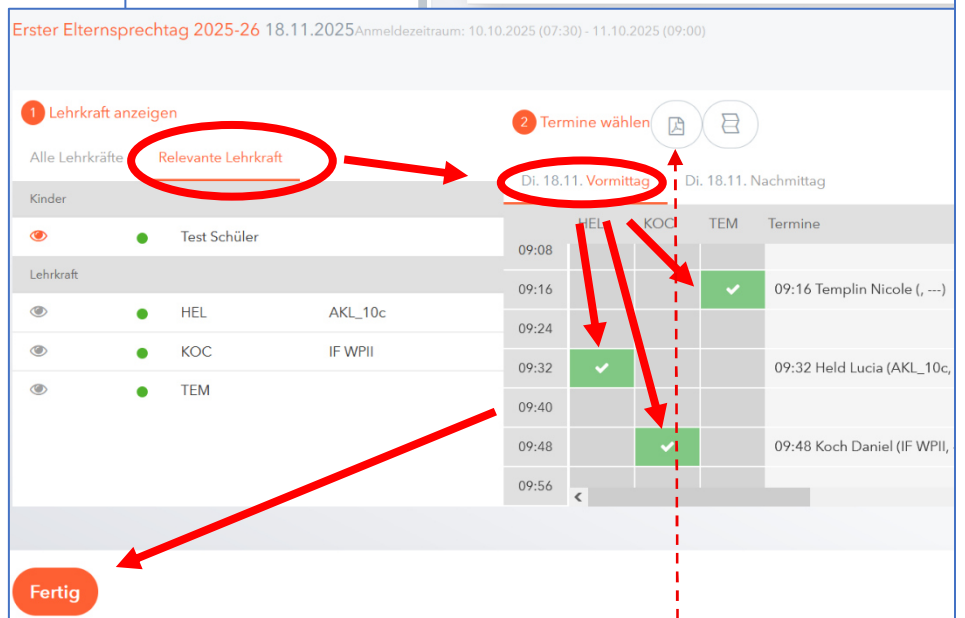 Erster Elternsprechtag 2025-26 18.11.2025 Anmeldezeitraum: 10.10.2025 (07:30) - 11.10.2025 (09:00)
1 Lehrkraft anzeigen
Alle Lehrkräfte Relevante Lehrkraft
Kinder
Test Schüler
Lehrkraft
HEL AKL_10c
KOC IF WPII
TEM
2 Termine wählen
Di. 18.11. Vormittag Di. 18.11. Nachmittag
HEL KOC TEM Termine
09:08
09:16 09:16 Templin Nicole (, ---)
09:24
09:32 09:32 Held Lucia (AKL_10c,
09:40
09:48 09:48 Koch Daniel (IF WPII,
09:56
Fertig